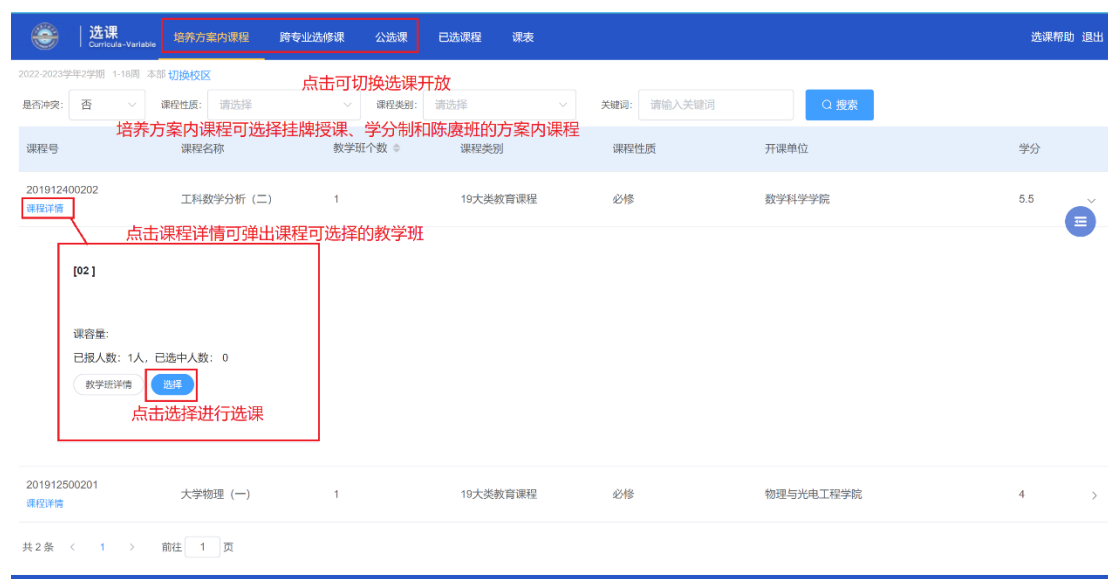 选课
Curricula-Variable
培养方案内课程 跨专业选修课 公选课 已选课程 课表 选课帮助 退出
2022-2023学年2学期 1-18周 本部 切换校区
点击可切换选课开放
是否冲突: 否 课程性质: 请选择 课程类别: 请选择 关键词: 请输入关键词 搜索
培养方案内课程可选择挂牌授课、学分制和陈赓班的方案内课程
课程号 课程名称 教学班个数 课程类别 课程性质 开课单位 学分
201912400202 工科数学分析（二） 1 19大类教育课程 必修 数学科学学院 5.5
课程详情
点击课程详情可弹出课程可选择的教学班
[02 ]
课容量:
已报人数: 1人, 已选中人数: 0
教学班详情 选择
点击选择进行选课
201912500201 大学物理（一） 1 19大类教育课程 必修 物理与光电工程学院 4
课程详情
共 2 条 < 1 > 前往 1 页